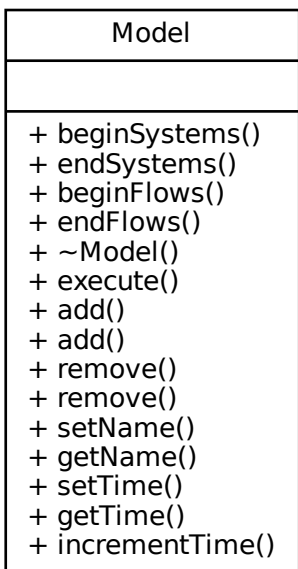 Model
+ beginSystems()
+ endSystems()
+ beginFlows()
+ endFlows()
+ ~Model()
+ execute()
+ add()
+ add()
+ remove()
+ remove()
+ setName()
+ getName()
+ setTime()
+ getTime()
+ incrementTime()